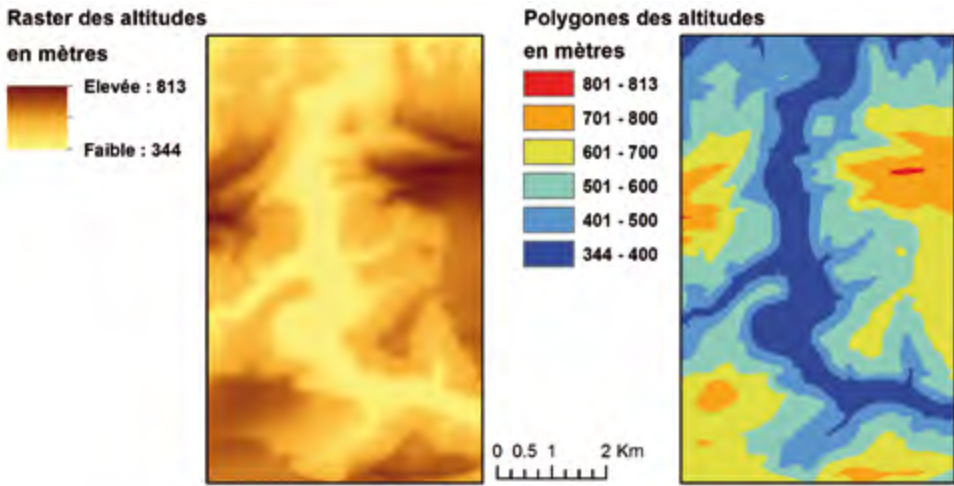 Raster des altitudes
en mètres
Elevée : 813
Faible : 344
Polygones des altitudes
en mètres
801 - 813
701 - 800
601 - 700
501 - 600
401 - 500
344 - 400
0 0.5 1 2 Km